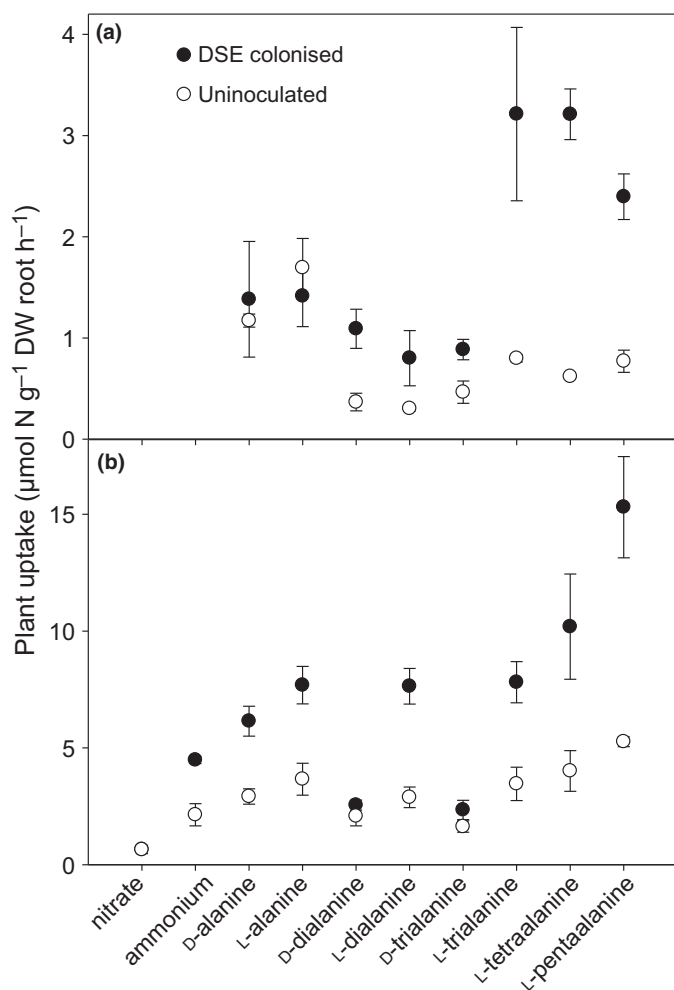 (a)
DSE colonised
Uninoculated
4
3
2
1
0
(b)
15
10
5
0
Plant uptake (µmol N g⁻¹ DW root h⁻¹)
nitrate
ammonium
D-alanine
L-alanine
D-dialanine
L-dialanine
D-trialanine
L-trialanine
L-tetraalanine
L-pentaalanine